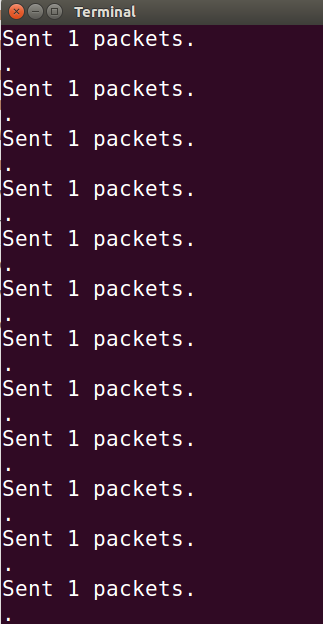 Terminal
Sent 1 packets.
.
Sent 1 packets.
.
Sent 1 packets.
.
Sent 1 packets.
.
Sent 1 packets.
.
Sent 1 packets.
.
Sent 1 packets.
.
Sent 1 packets.
.
Sent 1 packets.
.
Sent 1 packets.
.
Sent 1 packets.
.
Sent 1 packets.
.